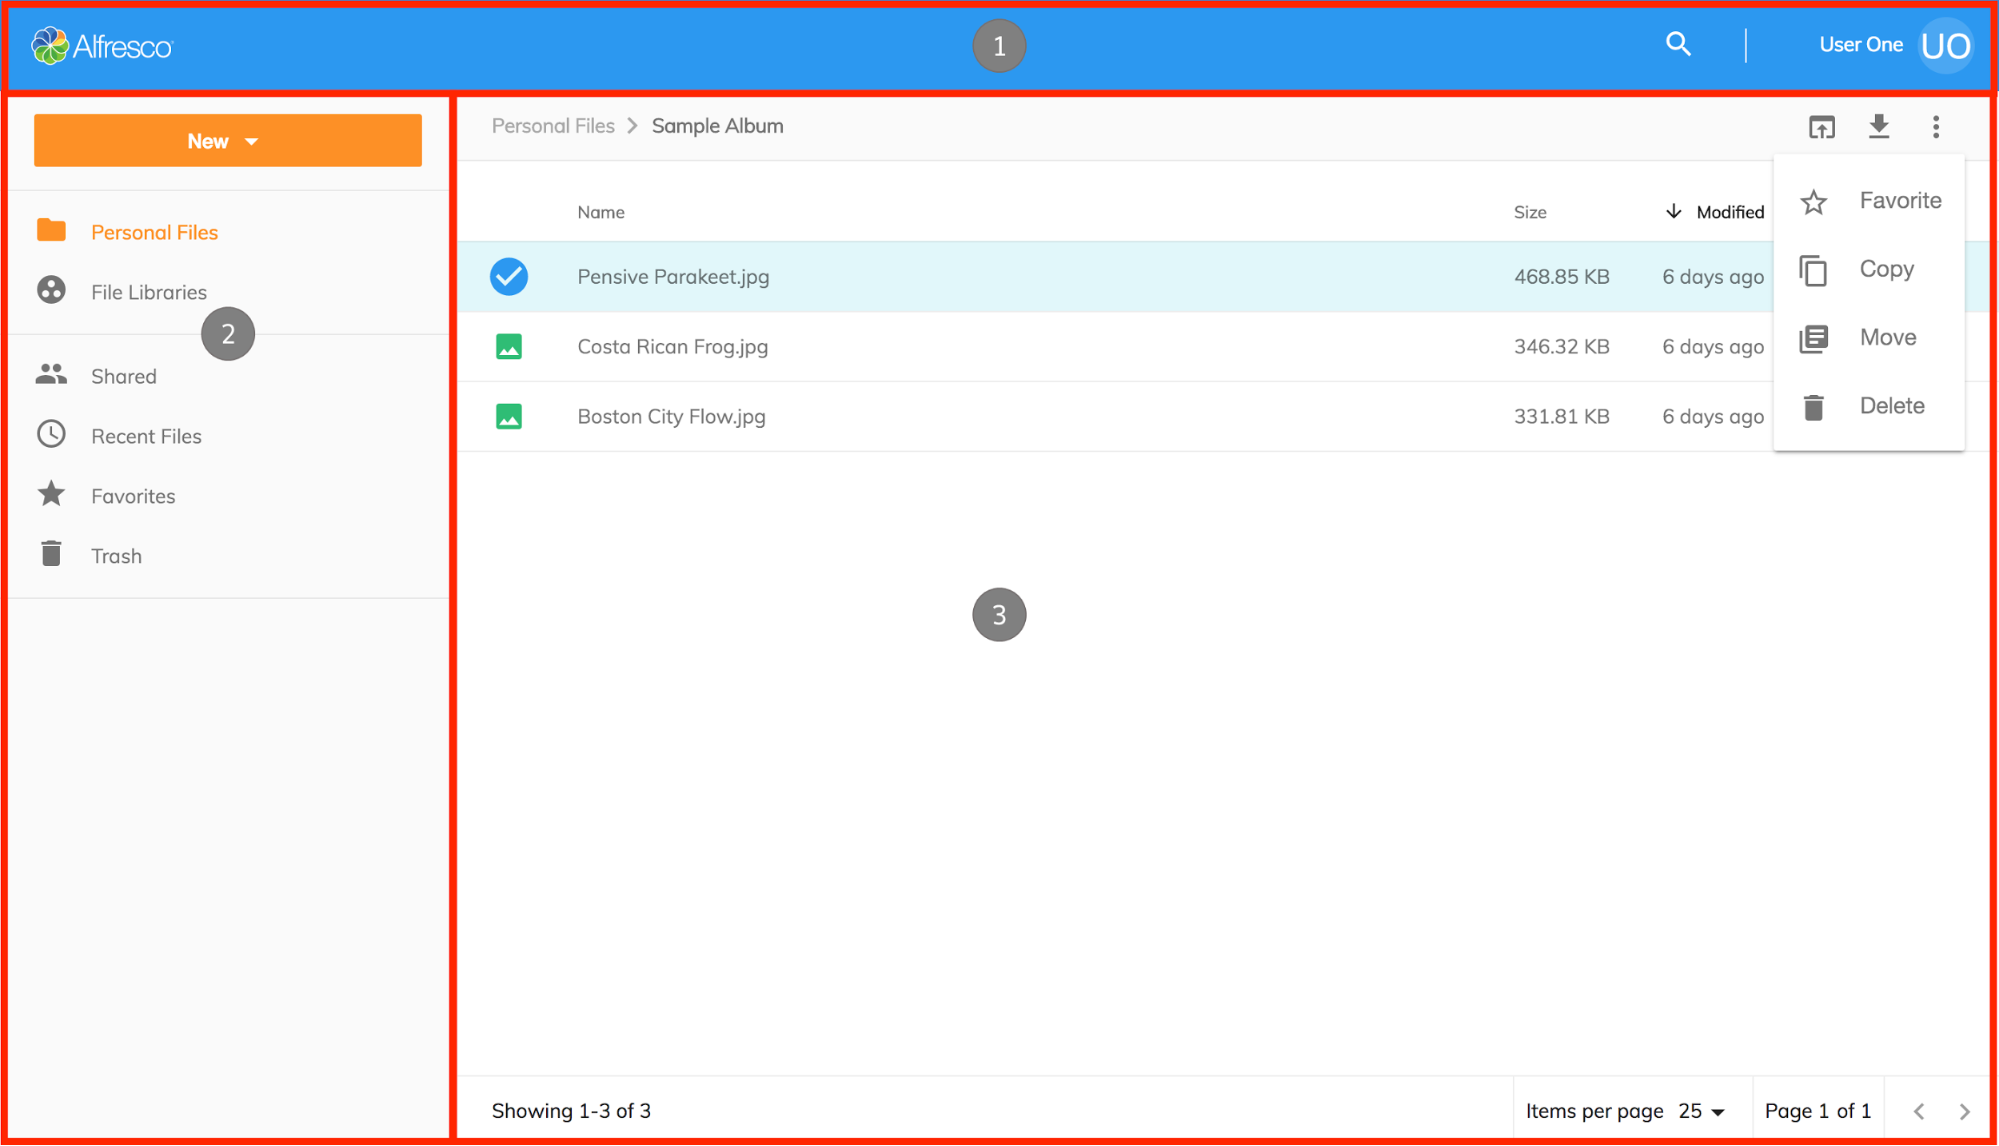 Alfresco
1
User One UO
New
Personal Files > Sample Album
Name Size Modified
Favorite
Copy
Move
Delete
Pensive Parakeet.jpg 468.85 KB 6 days ago
Costa Rican Frog.jpg 346.32 KB 6 days ago
Boston City Flow.jpg 331.81 KB 6 days ago
Personal Files
File Libraries
2
Shared
Recent Files
Favorites
Trash
3
Showing 1-3 of 3
Items per page 25
Page 1 of 1